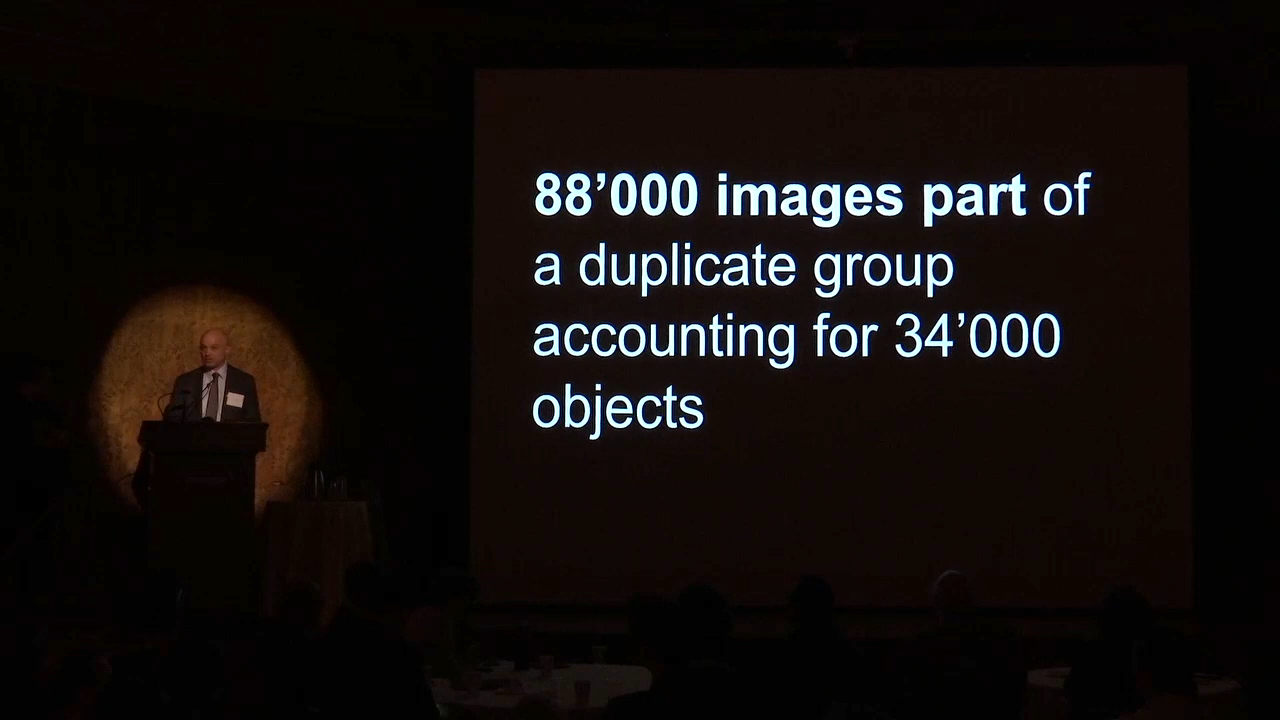 88’000 images part of
a duplicate group
accounting for 34’000
objects